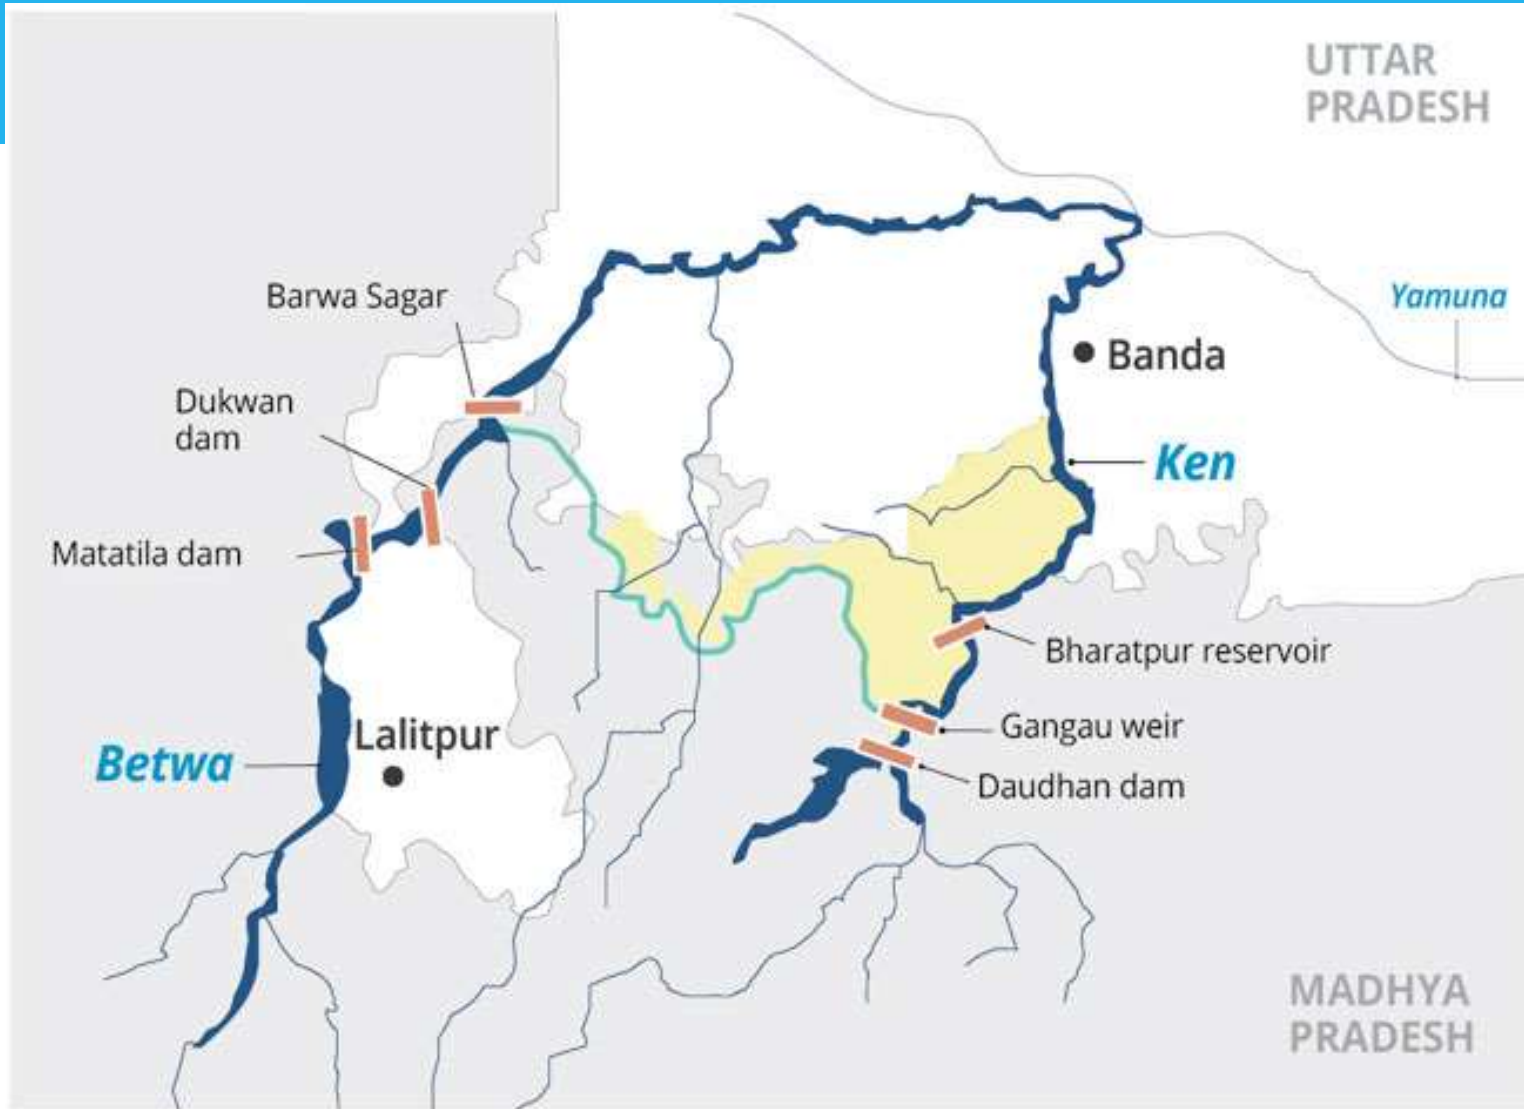 UTTAR
PRADESH
Barwa Sagar
Yamuna
Banda
Dukwan
dam
Ken
Matatila dam
Bharatpur reservoir
Gangau weir
Lalitpur
Betwa
Daudhan dam
MADHYA
PRADESH